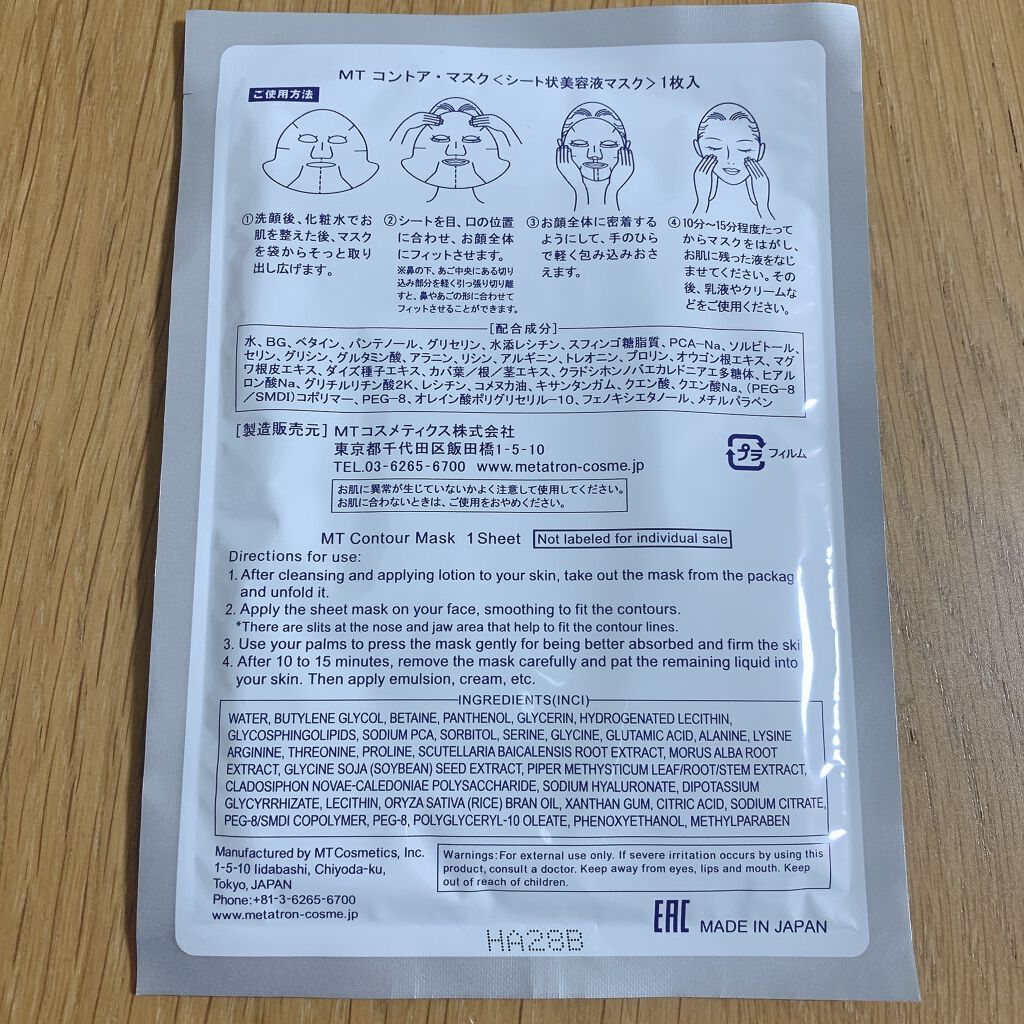 MT コントア・マスク<シート状美容液マスク>1枚入
ご使用方法
①洗顔後、化粧水でお
肌を整えた後、マスク
を袋からそっと取り
出し広げます。
②シートを目、口の位置
に合わせ、お顔全体
にフィットさせます。
※鼻の下、あご中央にある切り
込み部分を軽く引っ張り切り離
すと、鼻やあごの形に合わせて
フィットさせることができます。
③お顔全体に密着する
ようにして、手のひら
で軽く包み込みおさ
えます。
④10分〜15分程度たって
からマスクをはがし、
お肌に残った液をなじ
ませてください。その
後、乳液やクリームな
どをご使用ください。
[配合成分]
水、BG、ベタイン、パンテノール、グリセリン、水添レシチン、スフィンゴ糖脂質、PCA-Na、ソルビトール、
セリン、グリシン、グルタミン酸、アラニン、リシン、アルギニン、トレオニン、プロリン、オウゴン根エキス、マグ
ワ根皮エキス、ダイズ種子エキス、カバ葉/根/茎エキス、クラドシホンノバエカレドニアエ多糖体、ヒアル
ロン酸Na、グリチルリチン酸2K、レシチン、コメヌカ油、キサンタンガム、クエン酸、クエン酸Na、(PEG-8
/SMDI)コポリマー、PEG-8、オレイン酸ポリグリセリル-10、フェノキシエタノール、メチルパラベン
[製造販売元] MTコスメティクス株式会社
東京都千代田区飯田橋1-5-10
TEL.03-6265-6700 www.metatron-cosme.jp
プラ フィルム
お肌に異常が生じていないかよく注意して使用してください。
お肌に合わないときは、ご使用をおやめください。
MT Contour Mask 1 Sheet Not labeled for individual sale
Directions for use:
1. After cleansing and applying lotion to your skin, take out the mask from the package
and unfold it.
2. Apply the sheet mask on your face, smoothing to fit the contours.
*There are slits at the nose and jaw area that help to fit the contour lines.
3. Use your palms to press the mask gently for being better absorbed and firm the ski
4. After 10 to 15 minutes, remove the mask carefully and pat the remaining liquid into
your skin. Then apply emulsion, cream, etc.
INGREDIENTS(INCI)
WATER, BUTYLENE GLYCOL, BETAINE, PANTHENOL, GLYCERIN, HYDROGENATED LECITHIN,
GLYCOSPHINGOLIPIDS, SODIUM PCA, SORBITOL, SERINE, GLYCINE, GLUTAMIC ACID, ALANINE, LYSINE
ARGININE, THREONINE, PROLINE, SCUTELLARIA BAICALENSIS ROOT EXTRACT, MORUS ALBA ROOT
EXTRACT, GLYCINE SOJA (SOYBEAN) SEED EXTRACT, PIPER METHYSTICUM LEAF/ROOT/STEM EXTRACT,
CLADOSIPHON NOVAE-CALEDONIAE POLYSACCHARIDE, SODIUM HYALURONATE, DIPOTASSIUM
GLYCYRRHIZATE, LECITHIN, ORYZA SATIVA (RICE) BRAN OIL, XANTHAN GUM, CITRIC ACID, SODIUM CITRATE,
PEG-8/SMDI COPOLYMER, PEG-8, POLYGLYCERYL-10 OLEATE, PHENOXYETHANOL, METHYLPARABEN
Manufactured by MTCosmetics, Inc.
1-5-10 Iidabashi, Chiyoda-ku,
Tokyo, JAPAN
Phone:+81-3-6265-6700
www.metatron-cosme.jp
Warnings:For external use only. If severe irritation occurs by using this
product, consult a doctor. Keep away from eyes, lips and mouth. Keep
out of reach of children.
EAC MADE IN JAPAN
HA28B